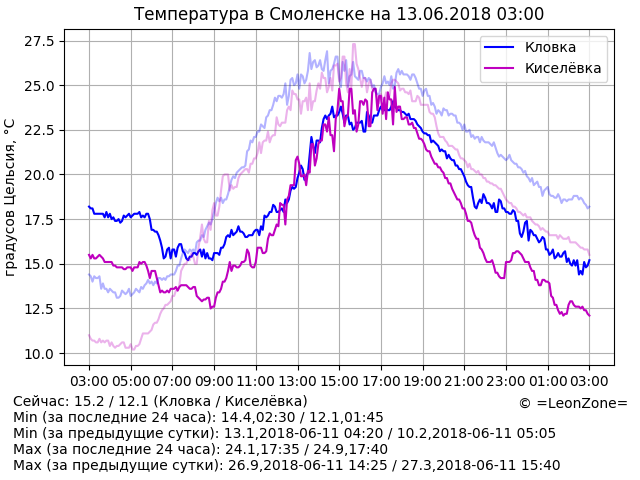 Температура в Смоленске на 13.06.2018 03:00
27.5
25.0
22.5
20.0
17.5
15.0
12.5
10.0
градусов Цельсия, °C
Кловка
Киселёвка
03:00 05:00 07:00 09:00 11:00 13:00 15:00 17:00 19:00 21:00 23:00 01:00 03:00
Сейчас: 15.2 / 12.1 (Кловка / Киселёвка)
© =LeonZone=
Min (за последние 24 часа): 14.4,02:30 / 12.1,01:45
Min (за предыдущие сутки): 13.1,2018-06-11 04:20 / 10.2,2018-06-11 05:05
Max (за последние 24 часа): 24.1,17:35 / 24.9,17:40
Max (за предыдущие сутки): 26.9,2018-06-11 14:25 / 27.3,2018-06-11 15:40